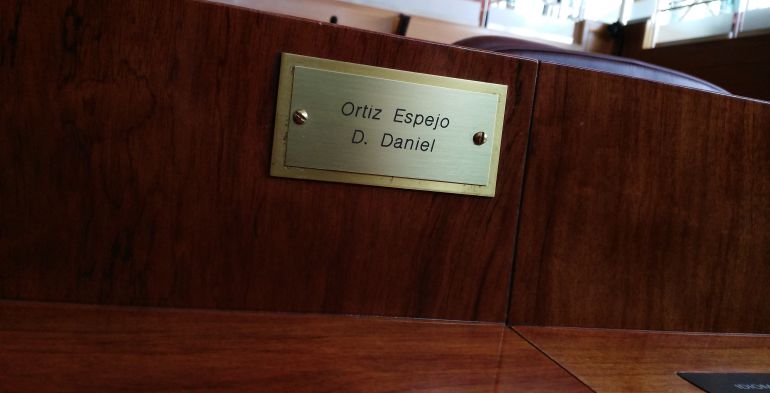 Ortiz Espejo
D. Daniel